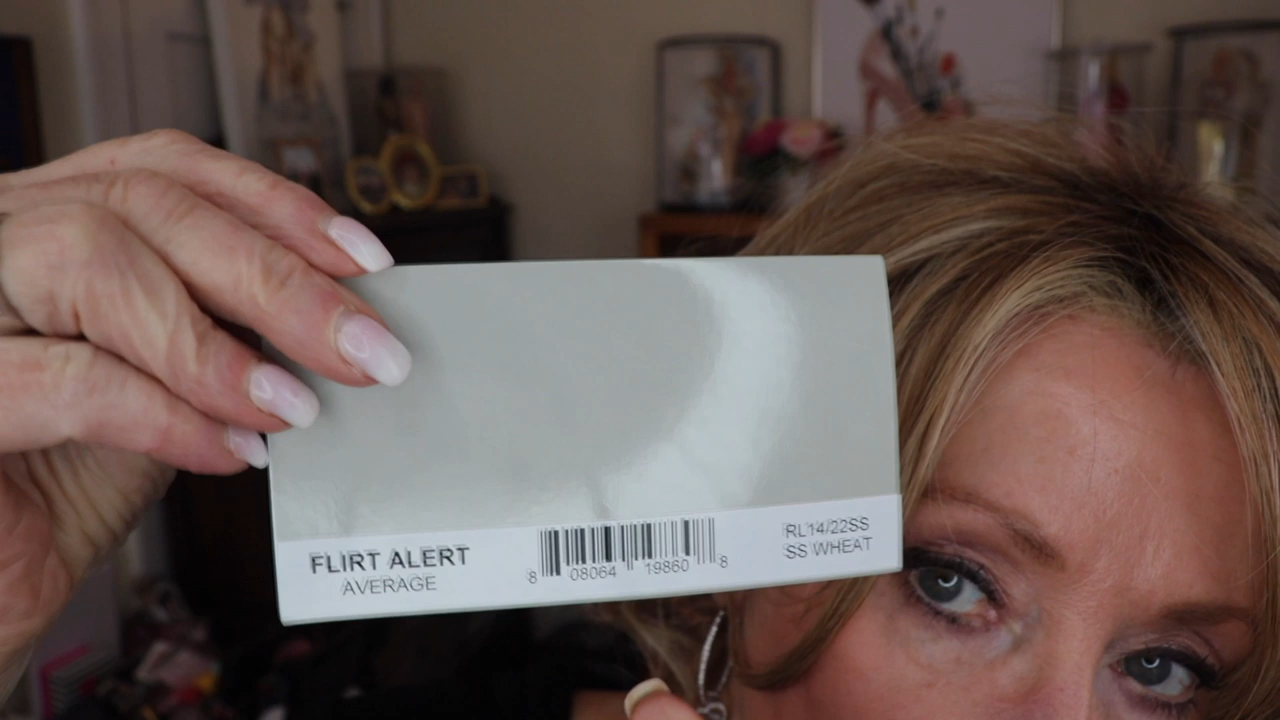 FLIRT ALERT
AVERAGE
8 08064 19860 8
RL14/22SS
SS WHEAT